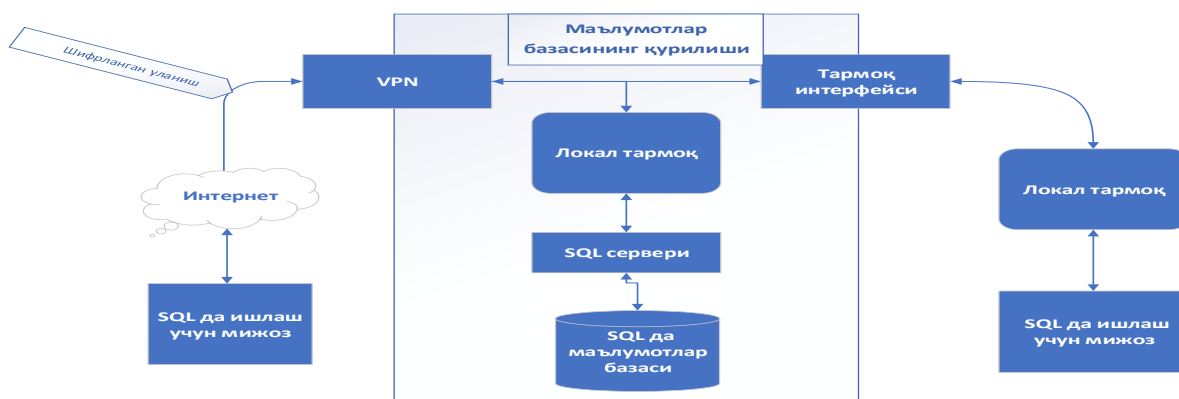 Маълумотлар
базасининг қурилиши
Шифрланган уланиш
VPN
Тармоқ
интерфейси
Локал тармоқ
Локал тармоқ
Интернет
SQL сервери
SQL да ишлаш
учун мижоз
SQL да
маълумотлар
базаси
SQL да ишлаш
учун мижоз